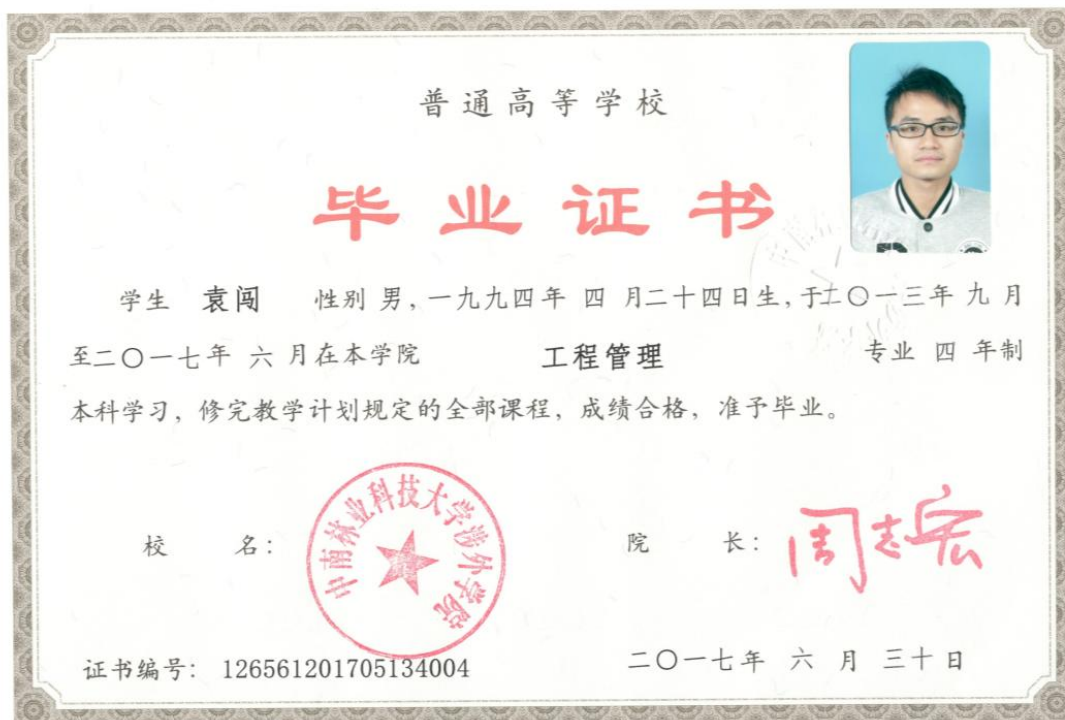 普通高等学校
毕业证书
学生 袁闯 性别 男，一九九四年 四 月二十四日生，于二〇一三年 九 月
至二〇一七年 六 月在本学院 工程管理 专业 四 年制
本科学习，修完教学计划规定的全部课程，成绩合格，准予毕业。
校 名：
中南林业科技大学涉外学院
院 长：
周志宏
证书编号： 126561201705134004
二〇一七年 六 月 三十日